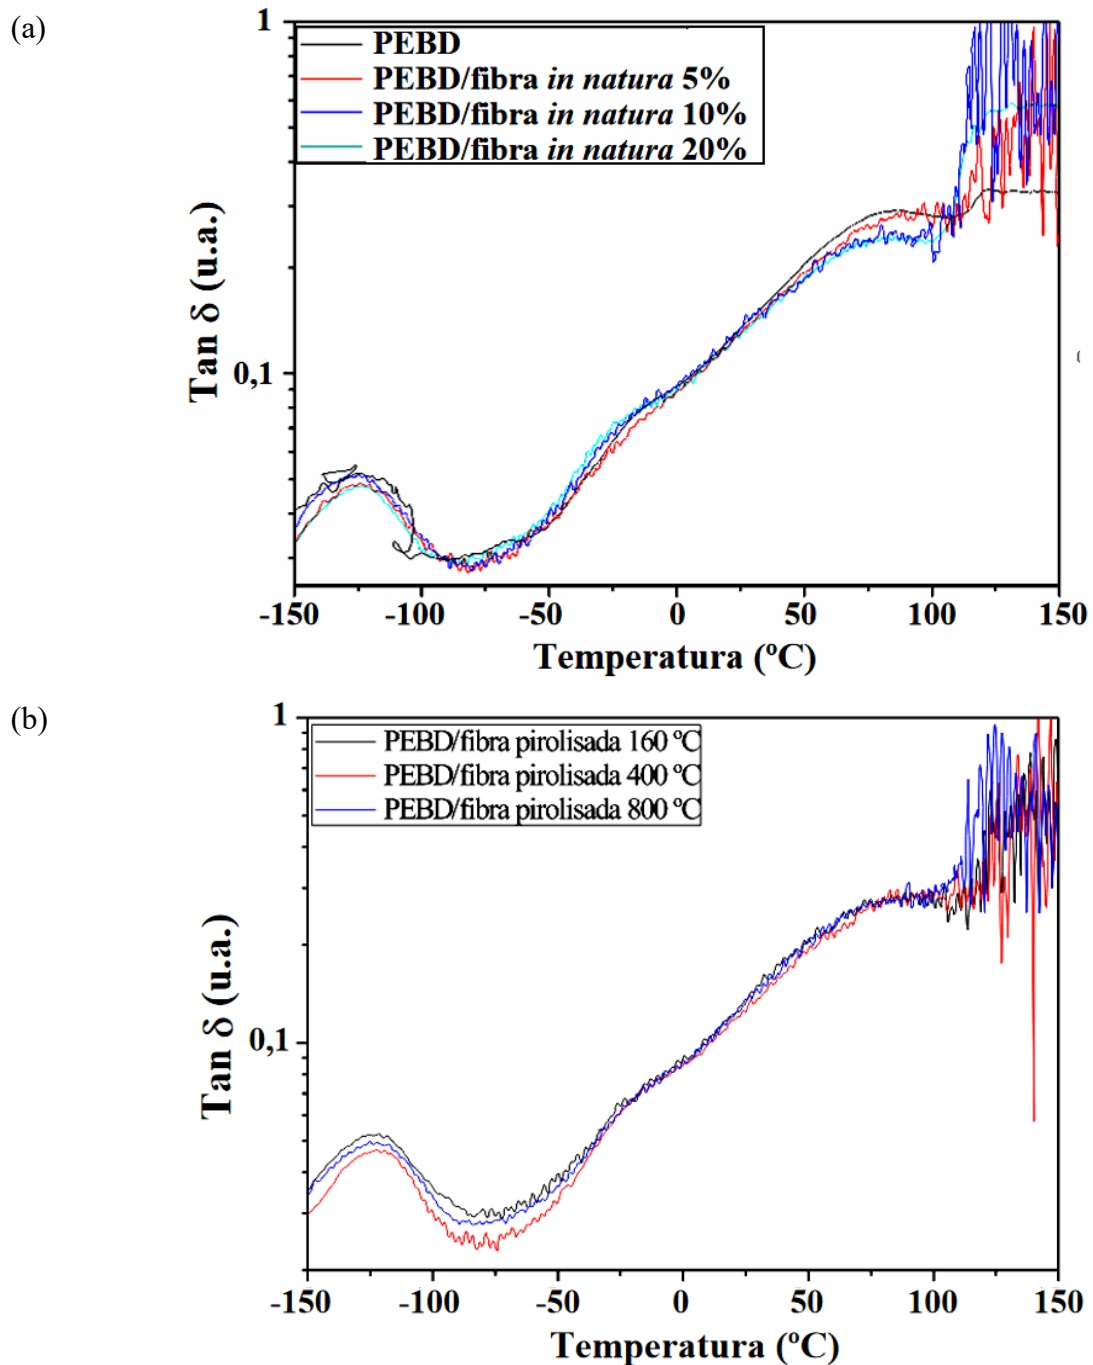 (a)
1
PEBD
PEBD/fibra in natura 5%
PEBD/fibra in natura 10%
PEBD/fibra in natura 20%
Tan δ (u.a.)
0,1
-150 -100 -50 0 50 100 150
Temperatura (ºC)
(b)
1
PEBD/fibra pirolisada 160 ºC
PEBD/fibra pirolisada 400 ºC
PEBD/fibra pirolisada 800 ºC
Tan δ (u.a.)
0,1
-150 -100 -50 0 50 100 150
Temperatura (ºC)